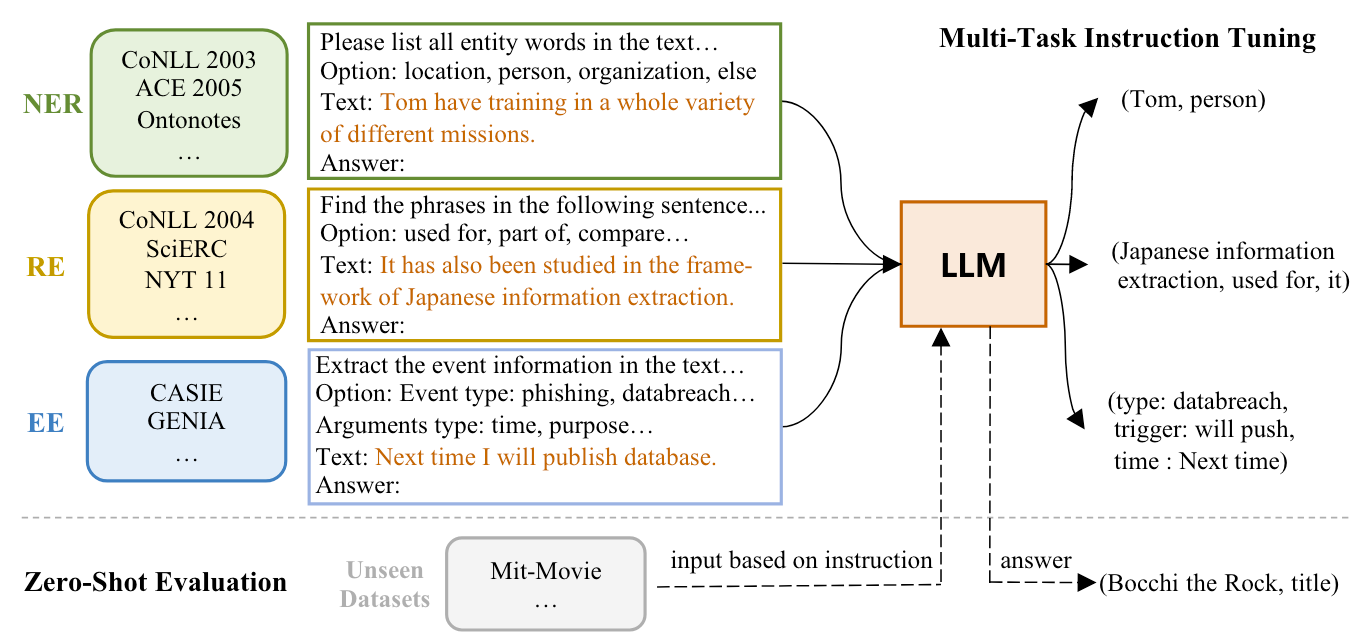 Multi-Task Instruction Tuning
NER
CoNLL 2003
ACE 2005
Ontonotes
…
Please list all entity words in the text…
Option: location, person, organization, else
Text: Tom have training in a whole variety
of different missions.
Answer:
(Tom, person)
RE
CoNLL 2004
SciERC
NYT 11
…
Find the phrases in the following sentence...
Option: used for, part of, compare…
Text: It has also been studied in the frame-
work of Japanese information extraction.
Answer:
LLM
(Japanese information
extraction, used for, it)
EE
CASIE
GENIA
…
Extract the event information in the text…
Option: Event type: phishing, databreach…
Arguments type: time, purpose…
Text: Next time I will publish database.
Answer:
(type: databreach,
trigger: will push,
time : Next time)
Zero-Shot Evaluation
Unseen
Datasets
Mit-Movie
…
input based on instruction
answer
(Bocchi the Rock, title)